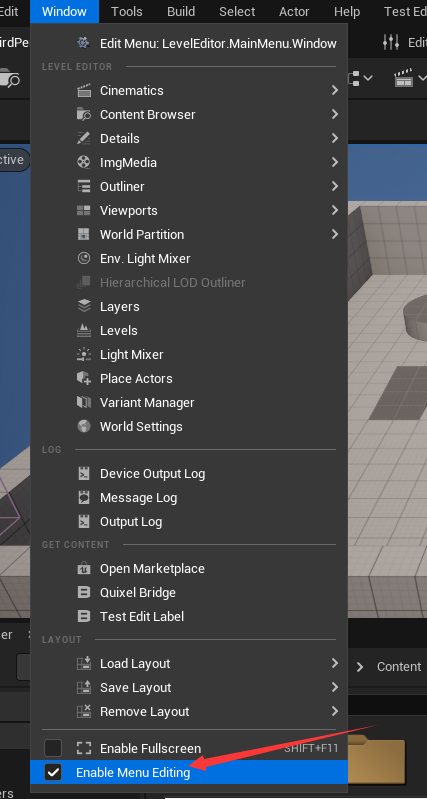 dit Window Tools Build Select Actor Help Test Ed
irdPe Edi
Edit Menu: LevelEditor.MainMenu.Window
LEVEL EDITOR
Cinematics
Content Browser
ctive Details
ImgMedia
Outliner
Viewports
World Partition
Env. Light Mixer
Hierarchical LOD Outliner
Layers
Levels
Light Mixer
Place Actors
Variant Manager
World Settings
LOG
Device Output Log
Message Log
Output Log
GET CONTENT
Open Marketplace
Quixel Bridge
Test Edit Label
er LAYOUT
Load Layout Content
Save Layout
Remove Layout
Enable Fullscreen SHIFT+F11
Enable Menu Editing
ers